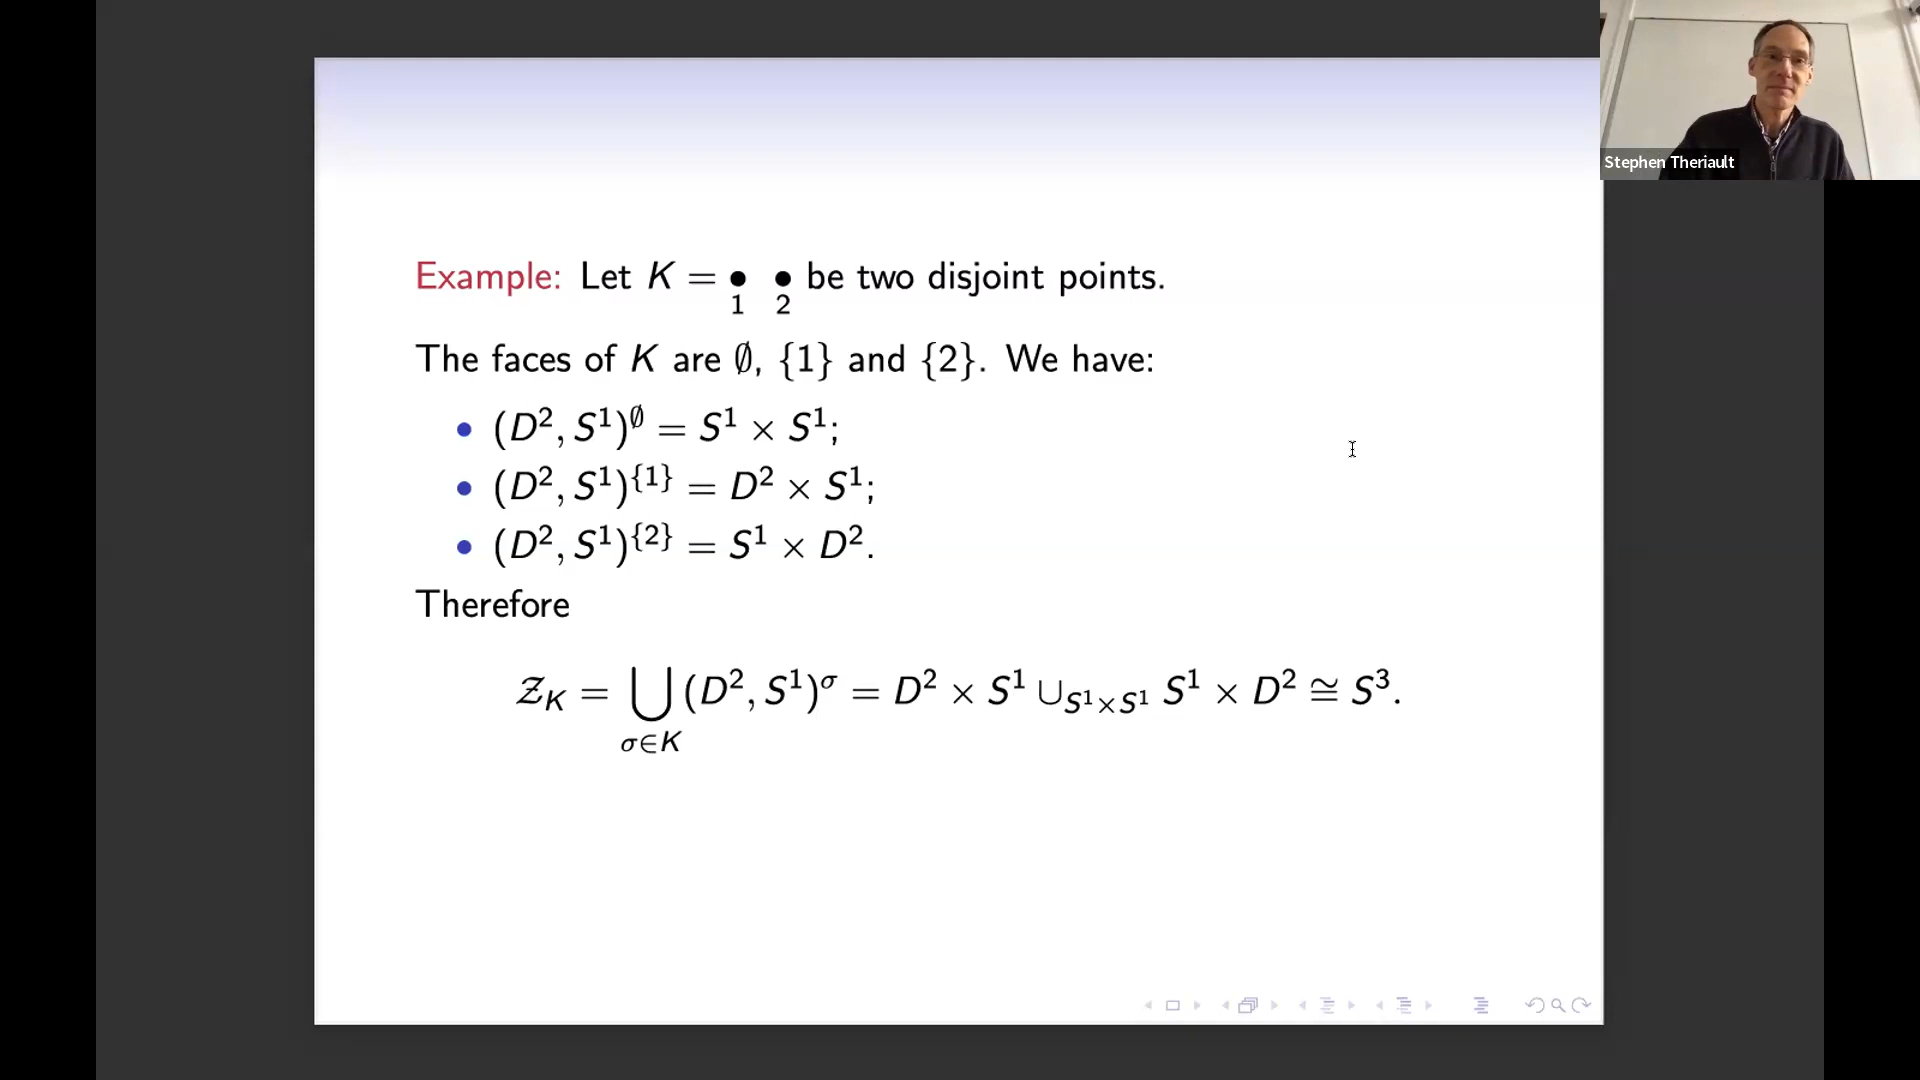 Stephen Theriault
Example: Let K = • • be two disjoint points.
1 2
The faces of K are ∅, {1} and {2}. We have:
• (D², S¹)^∅ = S¹ × S¹;
• (D², S¹)^{1} = D² × S¹;
• (D², S¹)^{2} = S¹ × D².
Therefore
𝒵_K = ⋃_{σ∈K} (D², S¹)^σ = D² × S¹ ∪_{S¹×S¹} S¹ × D² ≅ S³.